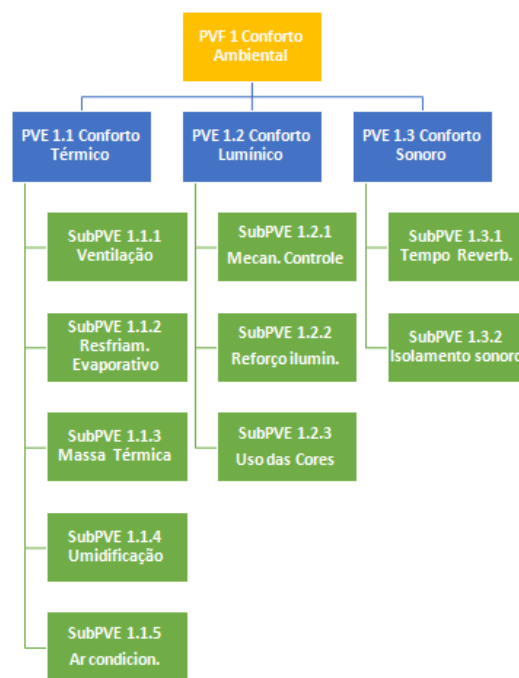 PVF 1 Conforto
Ambiental
PVE 1.1 Conforto
Térmico
PVE 1.2 Conforto
Lumínico
PVE 1.3 Conforto
Sonoro
SubPVE 1.1.1
Ventilação
SubPVE 1.1.2
Resfriam.
Evaporativo
SubPVE 1.1.3
Massa Térmica
SubPVE 1.1.4
Umidificação
SubPVE 1.1.5
Ar condicion.
SubPVE 1.2.1
Mecan. Controle
SubPVE 1.2.2
Reforço ilumin.
SubPVE 1.2.3
Uso das Cores
SubPVE 1.3.1
Tempo Reverb.
SubPVE 1.3.2
Isolamento sonoro